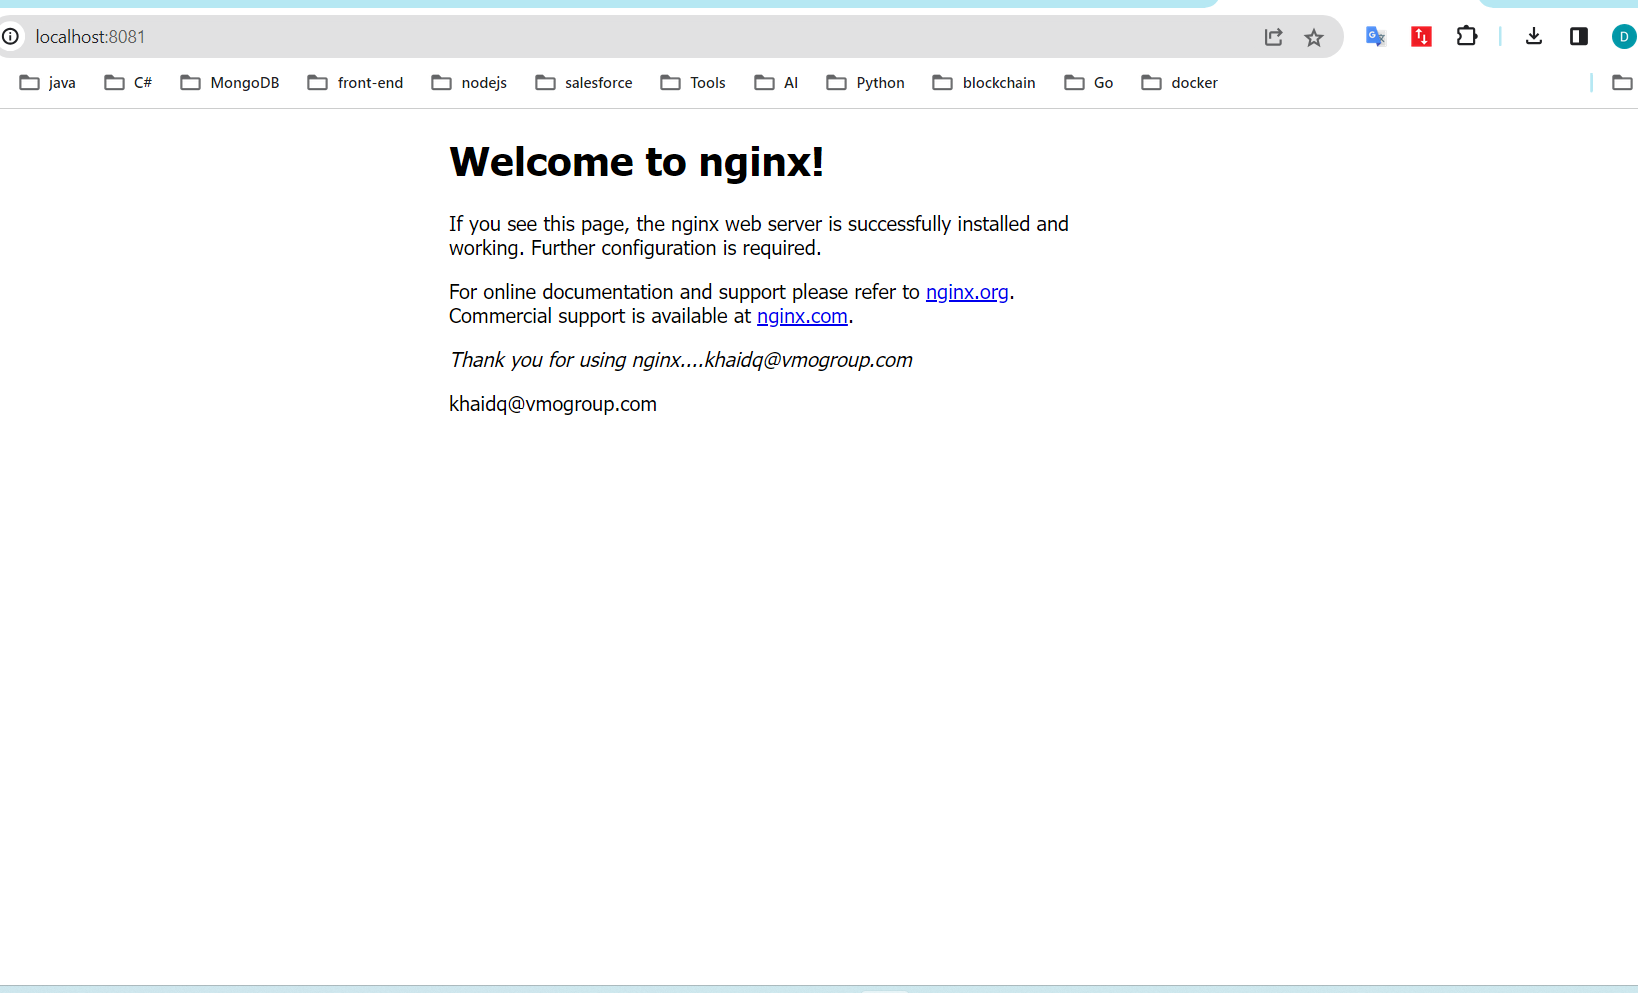 localhost:8081
java C# MongoDB front-end nodejs salesforce Tools AI Python blockchain Go docker
Welcome to nginx!
If you see this page, the nginx web server is successfully installed and
working. Further configuration is required.
For online documentation and support please refer to nginx.org.
Commercial support is available at nginx.com.
Thank you for using nginx....khaidq@vmogroup.com
khaidq@vmogroup.com
D